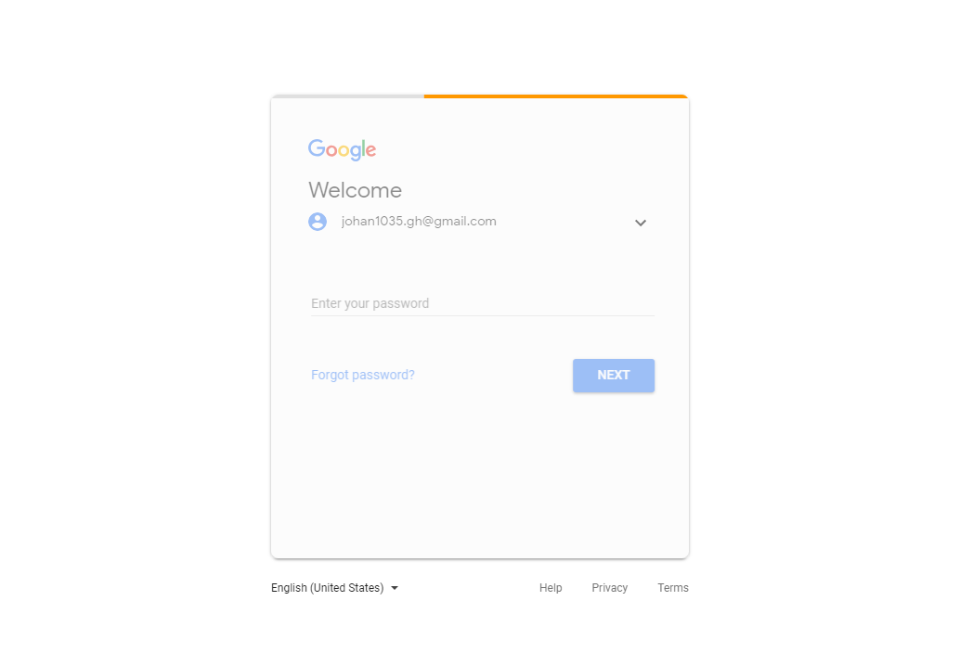 Google
Welcome
johan1035.gh@gmail.com
Enter your password
Forgot password?
NEXT
English (United States)
Help
Privacy
Terms